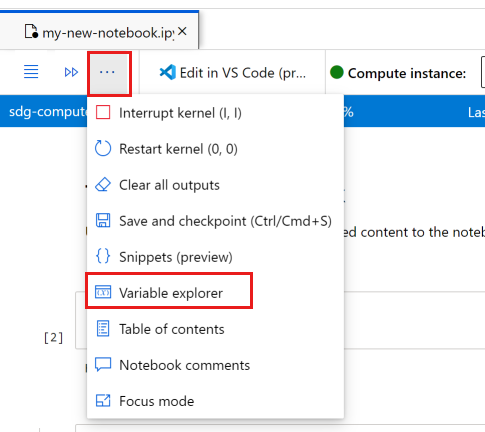 my-new-notebook.ipy
Edit in VS Code (pr...
Compute instance:
sdg-compute
%
Las
Interrupt kernel (I, I)
Restart kernel (0, 0)
Clear all outputs
Save and checkpoint (Ctrl/Cmd+S)
ed content to the noteb
Snippets (preview)
Variable explorer
Table of contents
[2]
Notebook comments
Focus mode